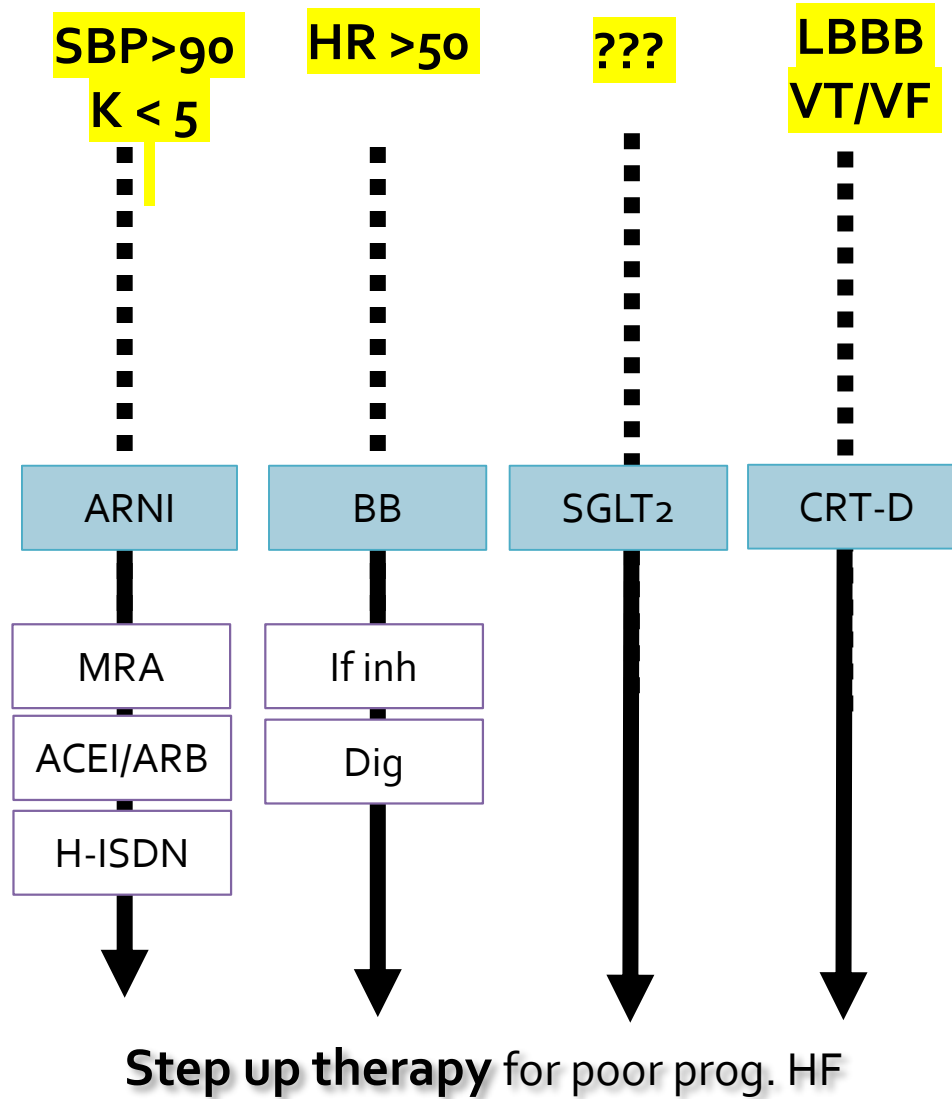 SBP>90
K < 5
HR >50
???
LBBB
VT/VF
ARNI
BB
SGLT2
CRT-D
MRA
If inh
ACEI/ARB
Dig
H-ISDN
Step up therapy for poor prog. HF